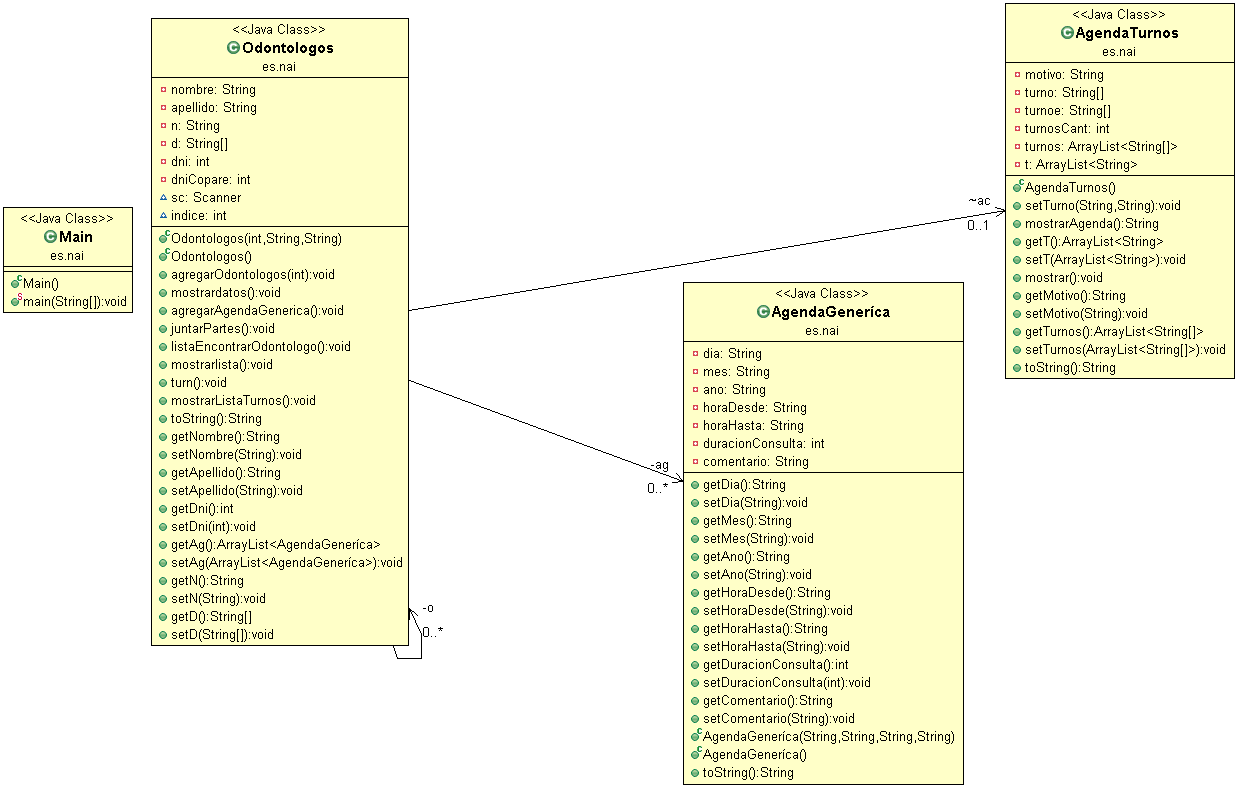 <<Java Class>>
Main
es.nai
Main()
main(String[]):void
<<Java Class>>
Odontologos
es.nai
nombre: String
apellido: String
n: String
d: String[]
dni: int
dniCopare: int
sc: Scanner
indice: int
Odontologos(int,String,String)
Odontologos()
agregarOdontologos(int):void
mostrardatos():void
agregarAgendaGenerica():void
juntarPartes():void
listaEncontrarOdontologo():void
mostrarlista():void
turn():void
mostrarListaTurnos():void
toString():String
getNombre():String
setNombre(String):void
getApellido():String
setApellido(String):void
getDni():int
setDni(int):void
getAg():ArrayList<AgendaGeneríca>
setAg(ArrayList<AgendaGeneríca>):void
getN():String
setN(String):void
getD():String[]
setD(String[]):void
-o
0..*
-ag
0..*
~ac
0..1
<<Java Class>>
AgendaGeneríca
es.nai
dia: String
mes: String
ano: String
horaDesde: String
horaHasta: String
duracionConsulta: int
comentario: String
getDia():String
setDia(String):void
getMes():String
setMes(String):void
getAno():String
setAno(String):void
getHoraDesde():String
setHoraDesde(String):void
getHoraHasta():String
setHoraHasta(String):void
getDuracionConsulta():int
setDuracionConsulta(int):void
getComentario():String
setComentario(String):void
AgendaGeneríca(String,String,String,String)
AgendaGeneríca()
toString():String
<<Java Class>>
AgendaTurnos
es.nai
motivo: String
turno: String[]
turnoe: String[]
turnosCant: int
turnos: ArrayList<String[]>
t: ArrayList<String>
AgendaTurnos()
setTurno(String,String):void
mostrarAgenda():String
getT():ArrayList<String>
setT(ArrayList<String>):void
mostrar():void
getMotivo():String
setMotivo(String):void
getTurnos():ArrayList<String[]>
setTurnos(ArrayList<String[]>):void
toString():String